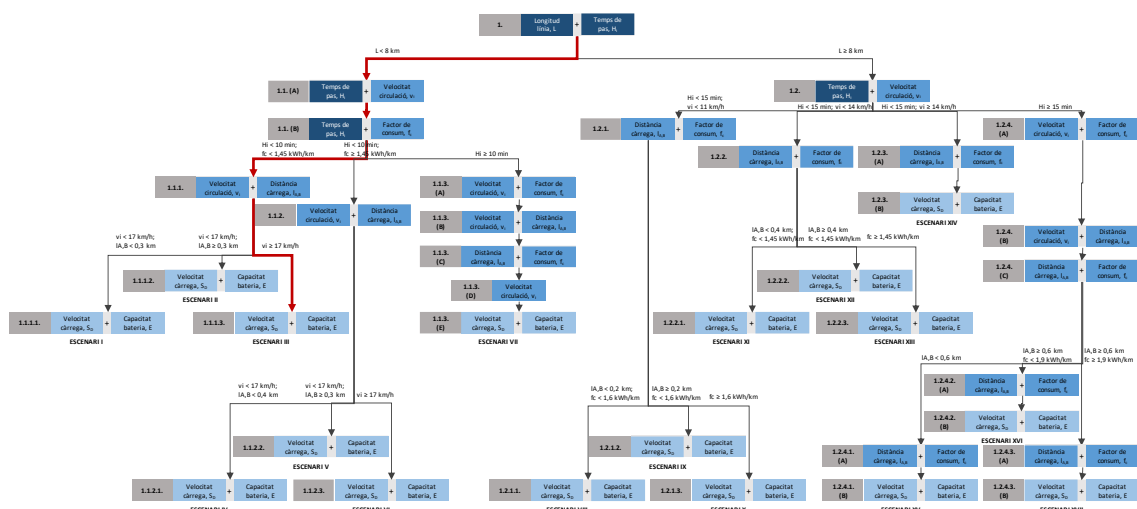 1.
Longitud
línia, L
+
Temps de
pas, Hᵢ
L < 8 km
L ≥ 8 km
1.1. (A)
Temps
de pas, Hᵢ
+
Velocitat
circulació, vᵢ
1.2.
Temps
de pas, Hᵢ
+
Velocitat
circulació, vᵢ
1.1. (B)
Temps
de pas, Hᵢ
+
Factor de
consum, fc
Hi < 15 min;
vi < 11 km/h
Hi < 15 min; vi < 14 km/h
Hi < 15 min; vi ≥ 14 km/h
Hi ≥ 15 min
1.2.1.
Distància
càrrega, lA,B
+
Factor de
consum, fc
1.2.4.
(A)
Velocitat
circulació, vᵢ
+
Factor de
consum, fc
Hi < 10 min;
fc < 1,45 kWh/km
Hi < 10 min;
fc ≥ 1,45 kWh/km
Hi ≥ 10 min
1.2.2.
Distància
càrrega, lA,B
+
Factor de
consum, fc
1.2.3.
(A)
Distància
càrrega, lA,B
+
Factor de
consum, fc
1.1.1.
Velocitat
circulació, vᵢ
+
Distància
càrrega, lA,B
1.1.3.
(A)
Velocitat
circulació, vᵢ
+
Factor de
consum, fc
1.1.2.
Velocitat
circulació, vᵢ
+
Distància
càrrega, lA,B
1.1.3.
(B)
Velocitat
circulació, vᵢ
+
Distància
càrrega, lA,B
1.2.3.
(B)
Velocitat
càrrega, SD
+
Capacitat
bateria, E
ESCENARI XIV
1.2.4.
(B)
Velocitat
circulació, vᵢ
+
Distància
càrrega, lA,B
vi < 17 km/h;
lA,B < 0,3 km
vi < 17 km/h;
lA,B ≥ 0,3 km
vi ≥ 17 km/h
1.1.3.
(C)
Distància
càrrega, lA,B
+
Factor de
consum, fc
lA,B < 0,4 km;
fc < 1,45 kWh/km
lA,B ≥ 0,4 km
fc < 1,45 kWh/km
fc ≥ 1,45 kWh/km
1.2.4.
(C)
Distància
càrrega, lA,B
+
Factor de
consum, fc
1.1.1.2.
Velocitat
càrrega, SD
+
Capacitat
bateria, E
ESCENARI II
1.1.3.
(D)
Velocitat
circulació, vᵢ
1.2.2.2.
Velocitat
càrrega, SD
+
Capacitat
bateria, E
ESCENARI XII
1.1.1.1.
Velocitat
càrrega, SD
+
Capacitat
bateria, E
ESCENARI I
1.1.1.3.
Velocitat
càrrega, SD
+
Capacitat
bateria, E
ESCENARI III
1.1.3.
(E)
Velocitat
càrrega, SD
+
Capacitat
bateria, E
ESCENARI VII
1.2.2.1.
Velocitat
càrrega, SD
+
Capacitat
bateria, E
ESCENARI XI
1.2.2.3.
Velocitat
càrrega, SD
+
Capacitat
bateria, E
ESCENARI XIII
lA,B < 0,6 km
lA,B ≥ 0,6 km
fc < 1,9 kWh/km
lA,B ≥ 0,6 km
fc ≥ 1,9 km
1.2.4.2.
(A)
Distància
càrrega, lA,B
+
Factor de
consum, fc
vi < 17 km/h;
lA,B < 0,4 km
vi < 17 km/h;
lA,B ≥ 0,3 km
vi ≥ 17 km/h
lA,B < 0,2 km;
fc < 1,6 kWh/km
lA,B ≥ 0,2 km;
fc < 1,6 kWh/km
fc ≥ 1,6 kWh/km
1.2.4.2.
(B)
Velocitat
càrrega, SD
+
Capacitat
bateria, E
ESCENARI XVI
1.1.2.2.
Velocitat
càrrega, SD
+
Capacitat
bateria, E
ESCENARI V
1.2.1.2.
Velocitat
càrrega, SD
+
Capacitat
bateria, E
ESCENARI IX
1.2.4.1.
(A)
Distància
càrrega, lA,B
+
Factor de
consum, fc
1.2.4.3.
(A)
Distància
càrrega, lA,B
+
Factor de
consum, fc
1.1.2.1.
Velocitat
càrrega, SD
+
Capacitat
bateria, E
1.1.2.3.
Velocitat
càrrega, SD
+
Capacitat
bateria, E
1.2.1.1.
Velocitat
càrrega, SD
+
Capacitat
bateria, E
1.2.1.3.
Velocitat
càrrega, SD
+
Capacitat
bateria, E
1.2.4.1.
(B)
Velocitat
càrrega, SD
+
Capacitat
bateria, E
1.2.4.3.
(B)
Velocitat
càrrega, SD
+
Capacitat
bateria, E